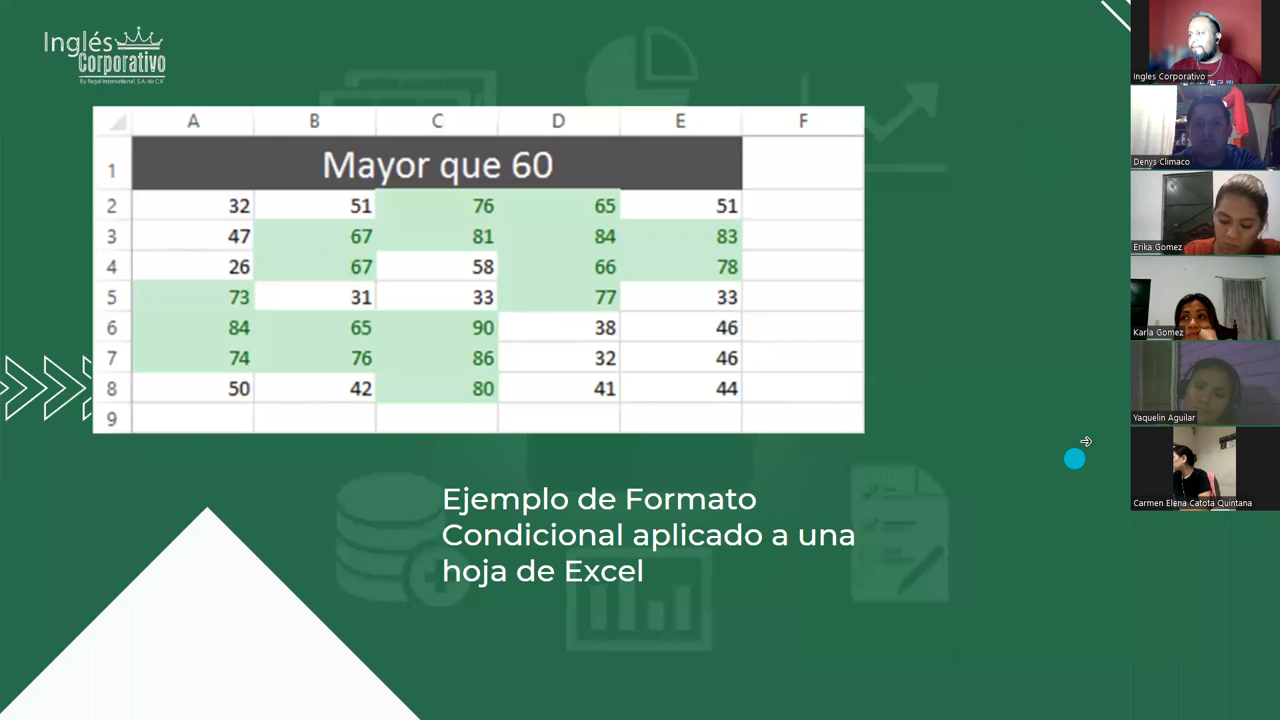 Inglés
Corporativo
By Regal International, S.A. de C.V.
A B C D E F
1 Mayor que 60
2 32 51 76 65 51
3 47 67 81 84 83
4 26 67 58 66 78
5 73 31 33 77 33
6 84 65 90 38 46
7 74 76 86 32 46
8 50 42 80 41 44
9
Ejemplo de Formato
Condicional aplicado a una
hoja de Excel
Ingles Corporativo
Denys Climaco
Erika Gomez
Karla Gomez
Yaquelin Aguilar
Carmen Elena Catota Quintana